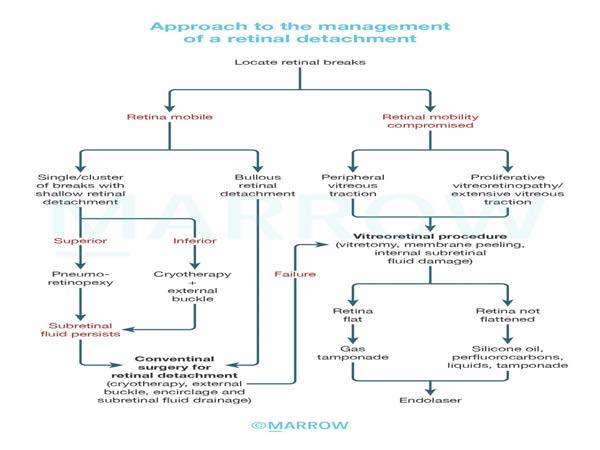 Approach to the management
of a retinal detachment
Locate retinal breaks
Retina mobile
Retinal mobility
compromised
Single/cluster
of breaks with
shallow retinal
detachment
Bullous
retinal
detachment
Peripheral
vitreous
traction
Proliferative
vitreoretinopathy/
extensive vitreous
traction
MARROW
Superior
Inferior
Vitreoretinal procedure
(vitretomy, membrane peeling,
internal subretinal
fluid damage)
Pneumo-
retinopexy
Cryotherapy
+
external
buckle
Failure
Retina
flat
Retina not
flattened
Subretinal
fluid persists
Gas
tamponade
Silicone oil,
perfluorocarbons,
liquids, tamponade
Conventinal
surgery for
retinal detachment
(cryotherapy, external
buckle, encirclage and
subretinal fluid drainage)
Endolaser
©MARROW